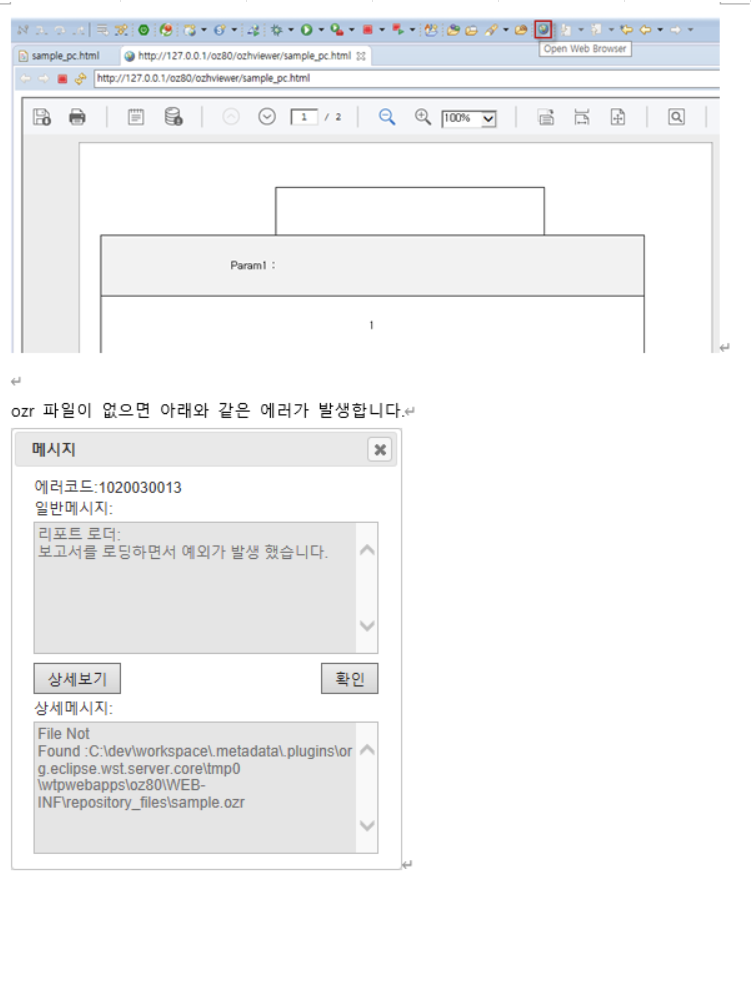 Open Web Browser
sample_pc.html
http://127.0.0.1/oz80/ozhviewer/sample_pc.html
http://127.0.0.1/oz80/ozhviewer/sample_pc.html
1 / 2
100%
Param1 :
1
ozr 파일이 없으면 아래와 같은 에러가 발생합니다.
메시지
에러코드:1020030013
일반메시지:
리포트 로더:
보고서를 로딩하면서 예외가 발생 했습니다.
상세보기
확인
상세메시지:
File Not
Found :C:\dev\workspace\.metadata\.plugins\or
g.eclipse.wst.server.core\tmp0
\wtpwebapps\oz80\WEB-
INF\repository_files\sample.ozr